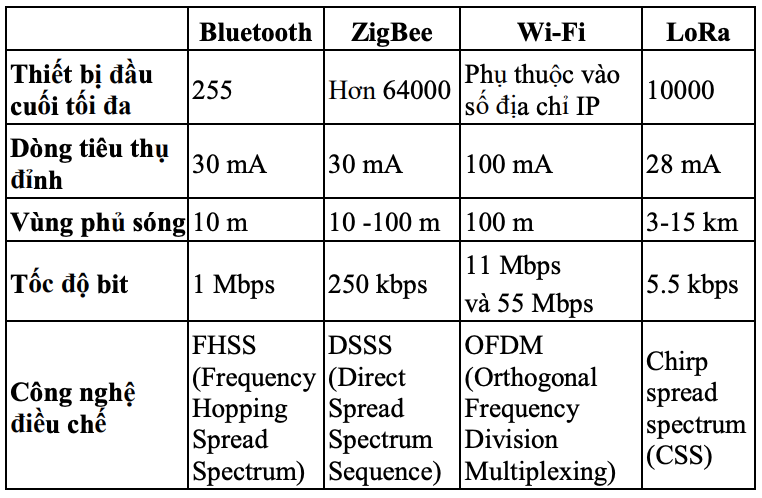 Bluetooth ZigBee Wi-Fi LoRa
Thiết bị đầu
cuối tối đa
255
Hơn 64000
Phụ thuộc vào
số địa chỉ IP
10000
Dòng tiêu thụ
đỉnh
30 mA
30 mA
100 mA
28 mA
Vùng phủ sóng
10 m
10 -100 m
100 m
3-15 km
Tốc độ bit
1 Mbps
250 kbps
11 Mbps
và 55 Mbps
5.5 kbps
Công nghệ
điều chế
FHSS
(Frequency
Hopping
Spread
Spectrum)
DSSS
(Direct
Spread
Spectrum
Sequence)
OFDM
(Orthogonal
Frequency
Division
Multiplexing)
Chirp
spread
spectrum
(CSS)